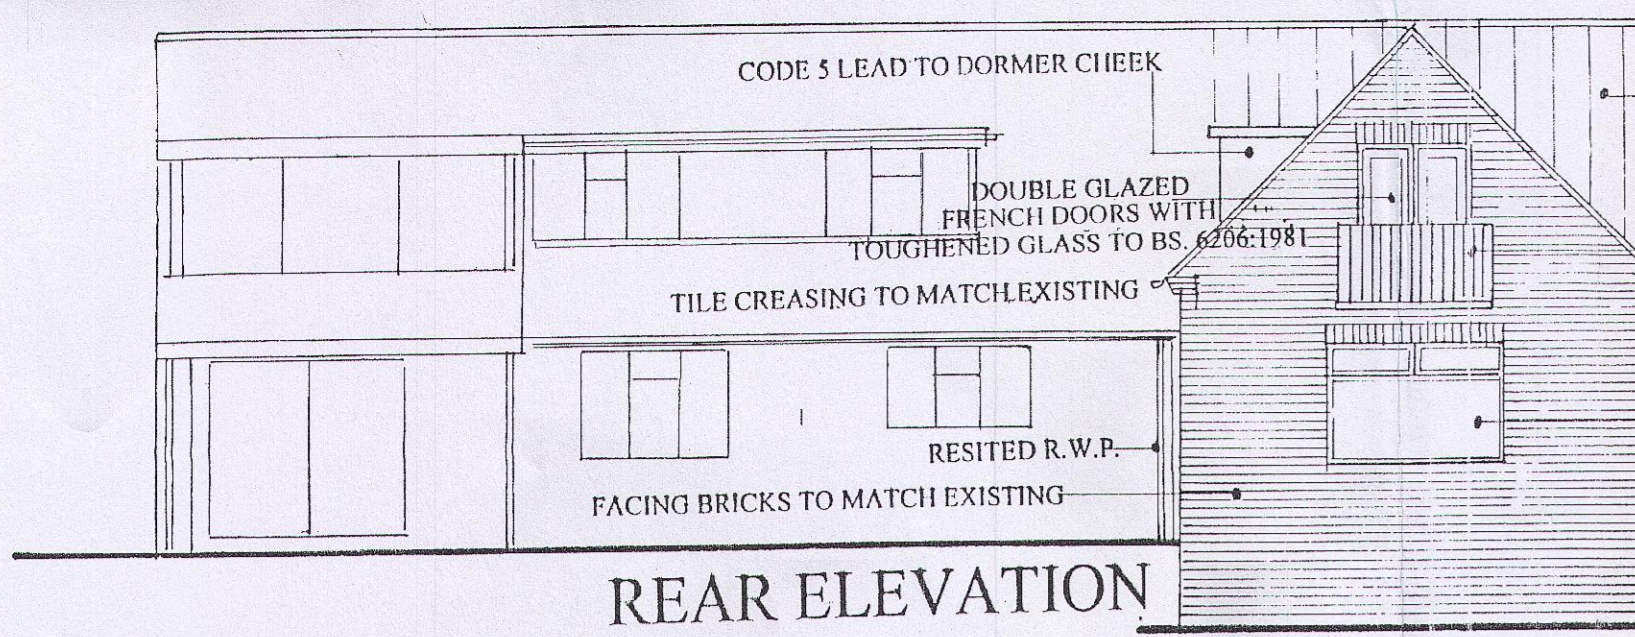 CODE 5 LEAD TO DORMER CHEEK
DOUBLE GLAZED
FRENCH DOORS WITH
TOUGHENED GLASS TO BS. 6206:1981
TILE CREASING TO MATCH EXISTING
RESITED R.W.P.
FACING BRICKS TO MATCH EXISTING
REAR ELEVATION